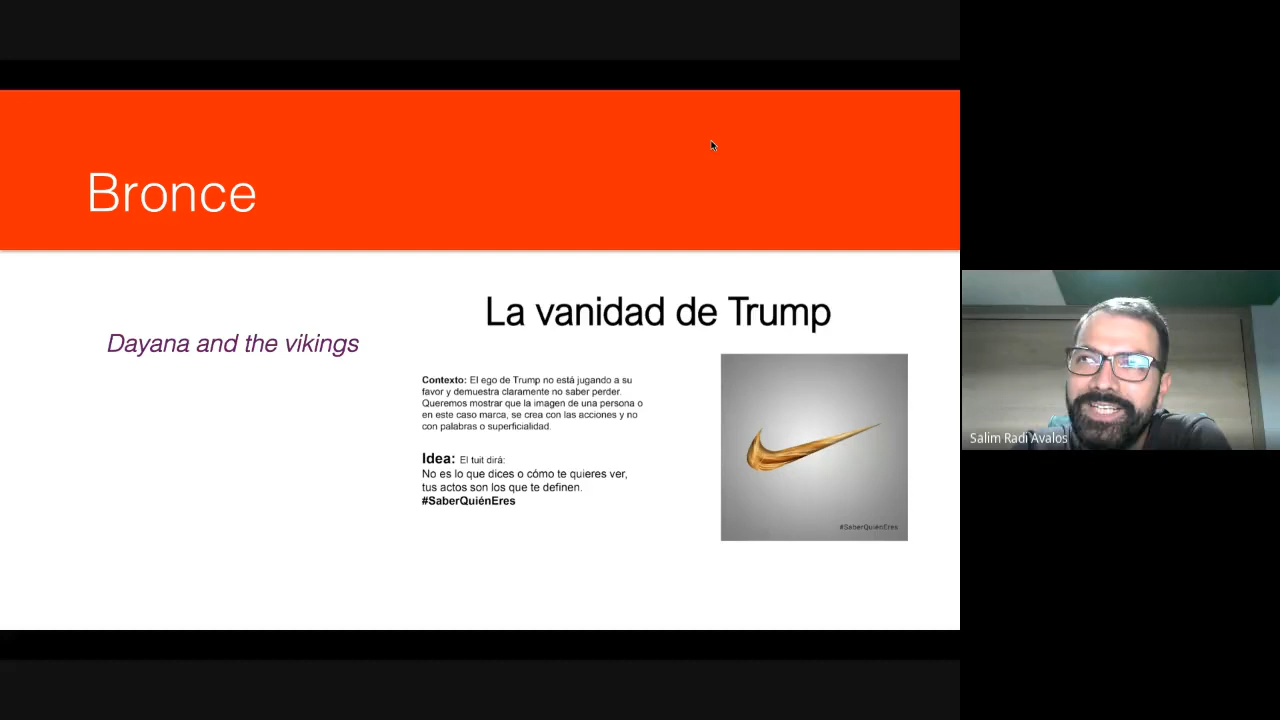 Bronce
Dayana and the vikings
La vanidad de Trump
Contexto: El ego de Trump no está jugando a su
favor y demuestra claramente no saber perder.
Queremos mostrar que la imagen de una persona o
en este caso marca, se crea con las acciones y no
con palabras o superficialidad.
Idea: El tuit dirá:
No es lo que dices o cómo te quieres ver,
tus actos son los que te definen.
#SaberQuiénEres
#SaberQuiénEres
Salim Radi Avalos